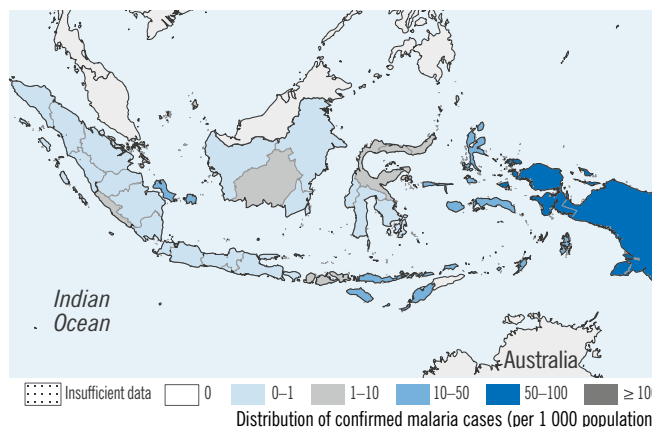 Indian
Ocean
Australia
Insufficient data 0 0–1 1–10 10–50 50–100 ≥ 10
Distribution of confirmed malaria cases (per 1 000 population